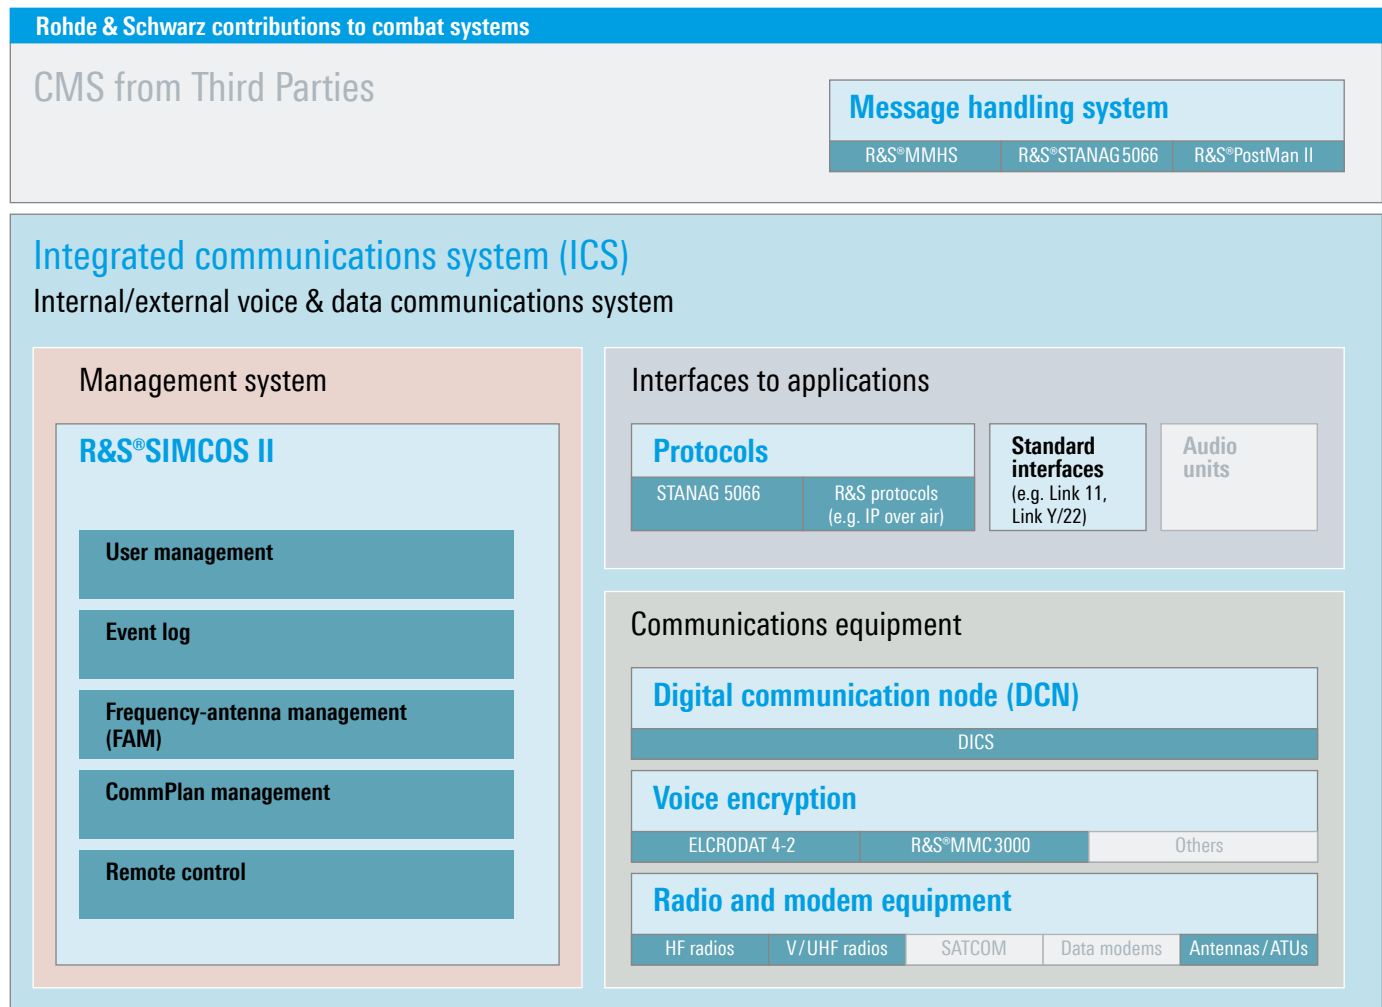 Rohde & Schwarz contributions to combat systems
CMS from Third Parties
Message handling system
R&S®MMHS
R&S®STANAG5066
R&S®PostMan II
Integrated communications system (ICS)
Internal/external voice & data communications system
Management system
R&S®SIMCOS II
User management
Event log
Frequency-antenna management
(FAM)
CommPlan management
Remote control
Interfaces to applications
Protocols
STANAG 5066
R&S protocols
(e.g. IP over air)
Standard
interfaces
(e.g. Link 11,
Link Y/22)
Audio
units
Communications equipment
Digital communication node (DCN)
DICS
Voice encryption
ELCRODAT 4-2
R&S®MMC3000
Others
Radio and modem equipment
HF radios
V/UHF radios
SATCOM
Data modems
Antennas/ATUs